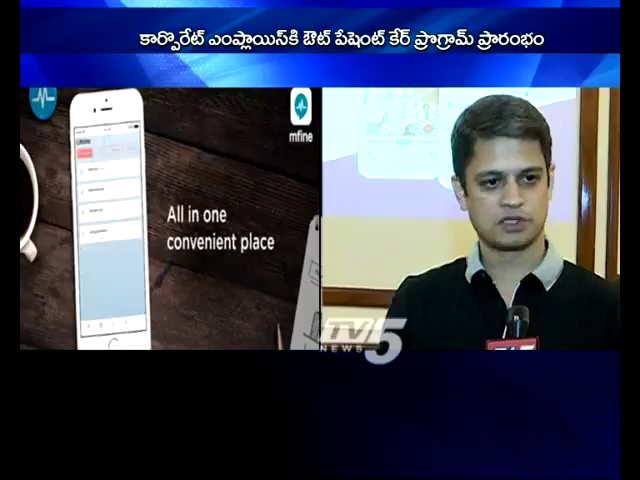 కార్పొరేట్ ఎంప్లాయిస్‌కి ఔట్ పేషెంట్ కేర్ ప్రోగ్రామ్ ప్రారంభం
mfine
All in one
convenient place
TV5
NEWS